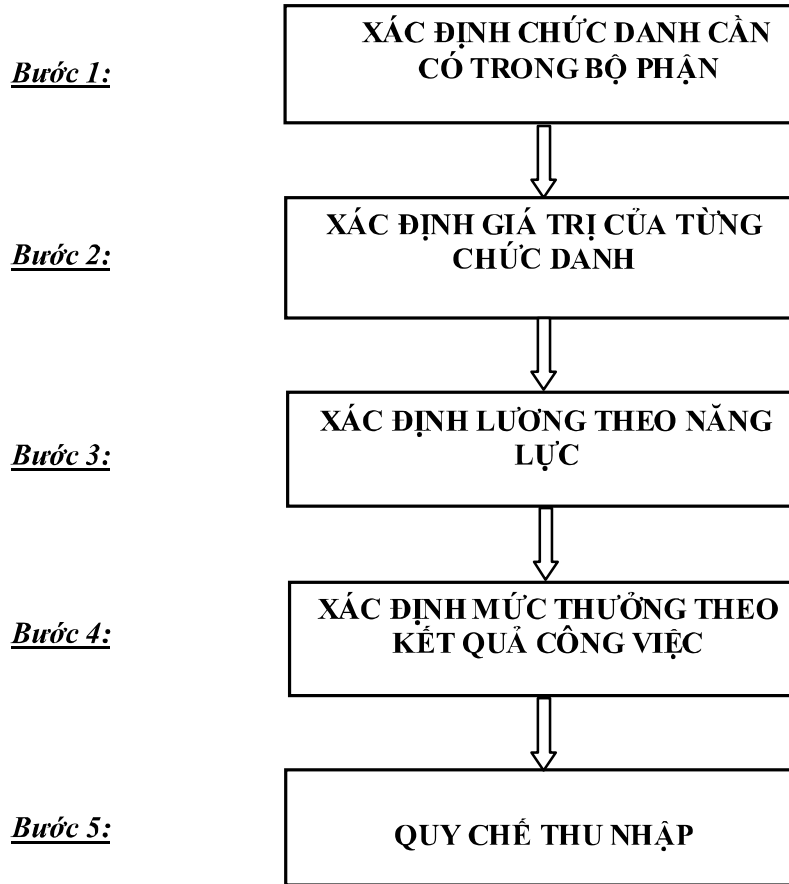 XÁC ĐỊNH CHỨC DANH CẦN
CÓ TRONG BỘ PHẬN
Bước 1:
XÁC ĐỊNH GIÁ TRỊ CỦA TỪNG
CHỨC DANH
Bước 2:
XÁC ĐỊNH LƯƠNG THEO NĂNG
LỰC
Bước 3:
XÁC ĐỊNH MỨC THƯỞNG THEO
KẾT QUẢ CÔNG VIỆC
Bước 4:
QUY CHẾ THU NHẬP
Bước 5: